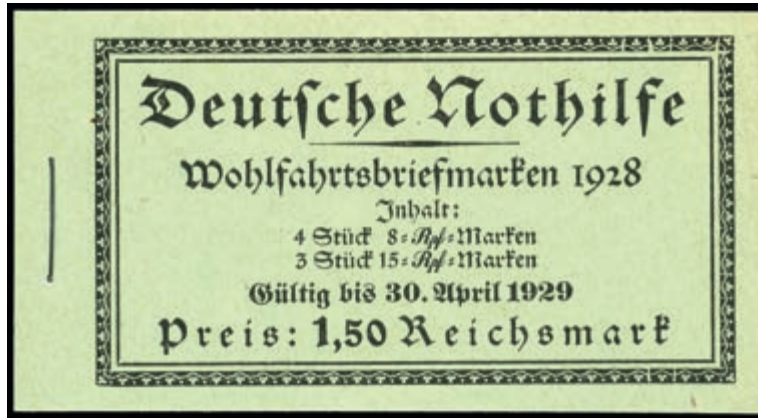 Deutſche Nothilfe
Wohlfahrtsbriefmarken 1928
Inhalt:
4 Stück 8=Rpf=Marken
3 Stück 15=Rpf=Marken
Gültig bis 30. April 1929
Preis: 1,50 Reichsmark